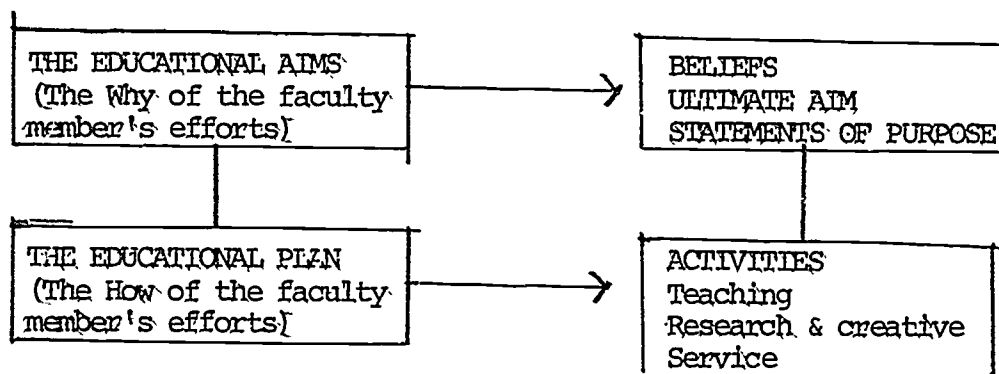 THE EDUCATIONAL AIMS
(The Why of the faculty
member's efforts)
BELIEFS
ULTIMATE AIM
STATEMENTS OF PURPOSE
THE EDUCATIONAL PLAN
(The How of the faculty
member's efforts)
ACTIVITIES
Teaching
Research & creative
Service